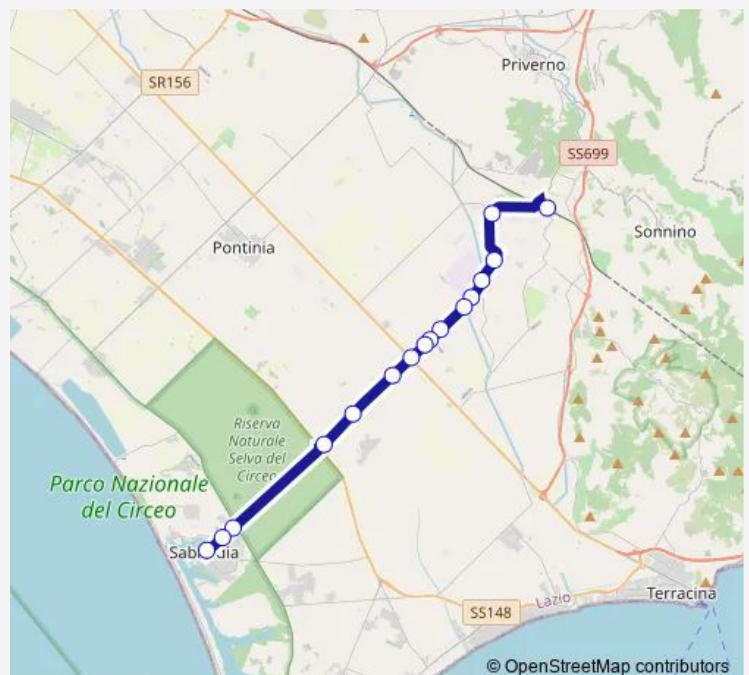 Priverno
SR156
SS699
Sonnino
Pontinia
Riserva
Naturale
Selva del
Circeo
Parco Nazionale
del Circeo
Sabaudia
Terracina
Lazio
SS148
© OpenStreetMap contributors